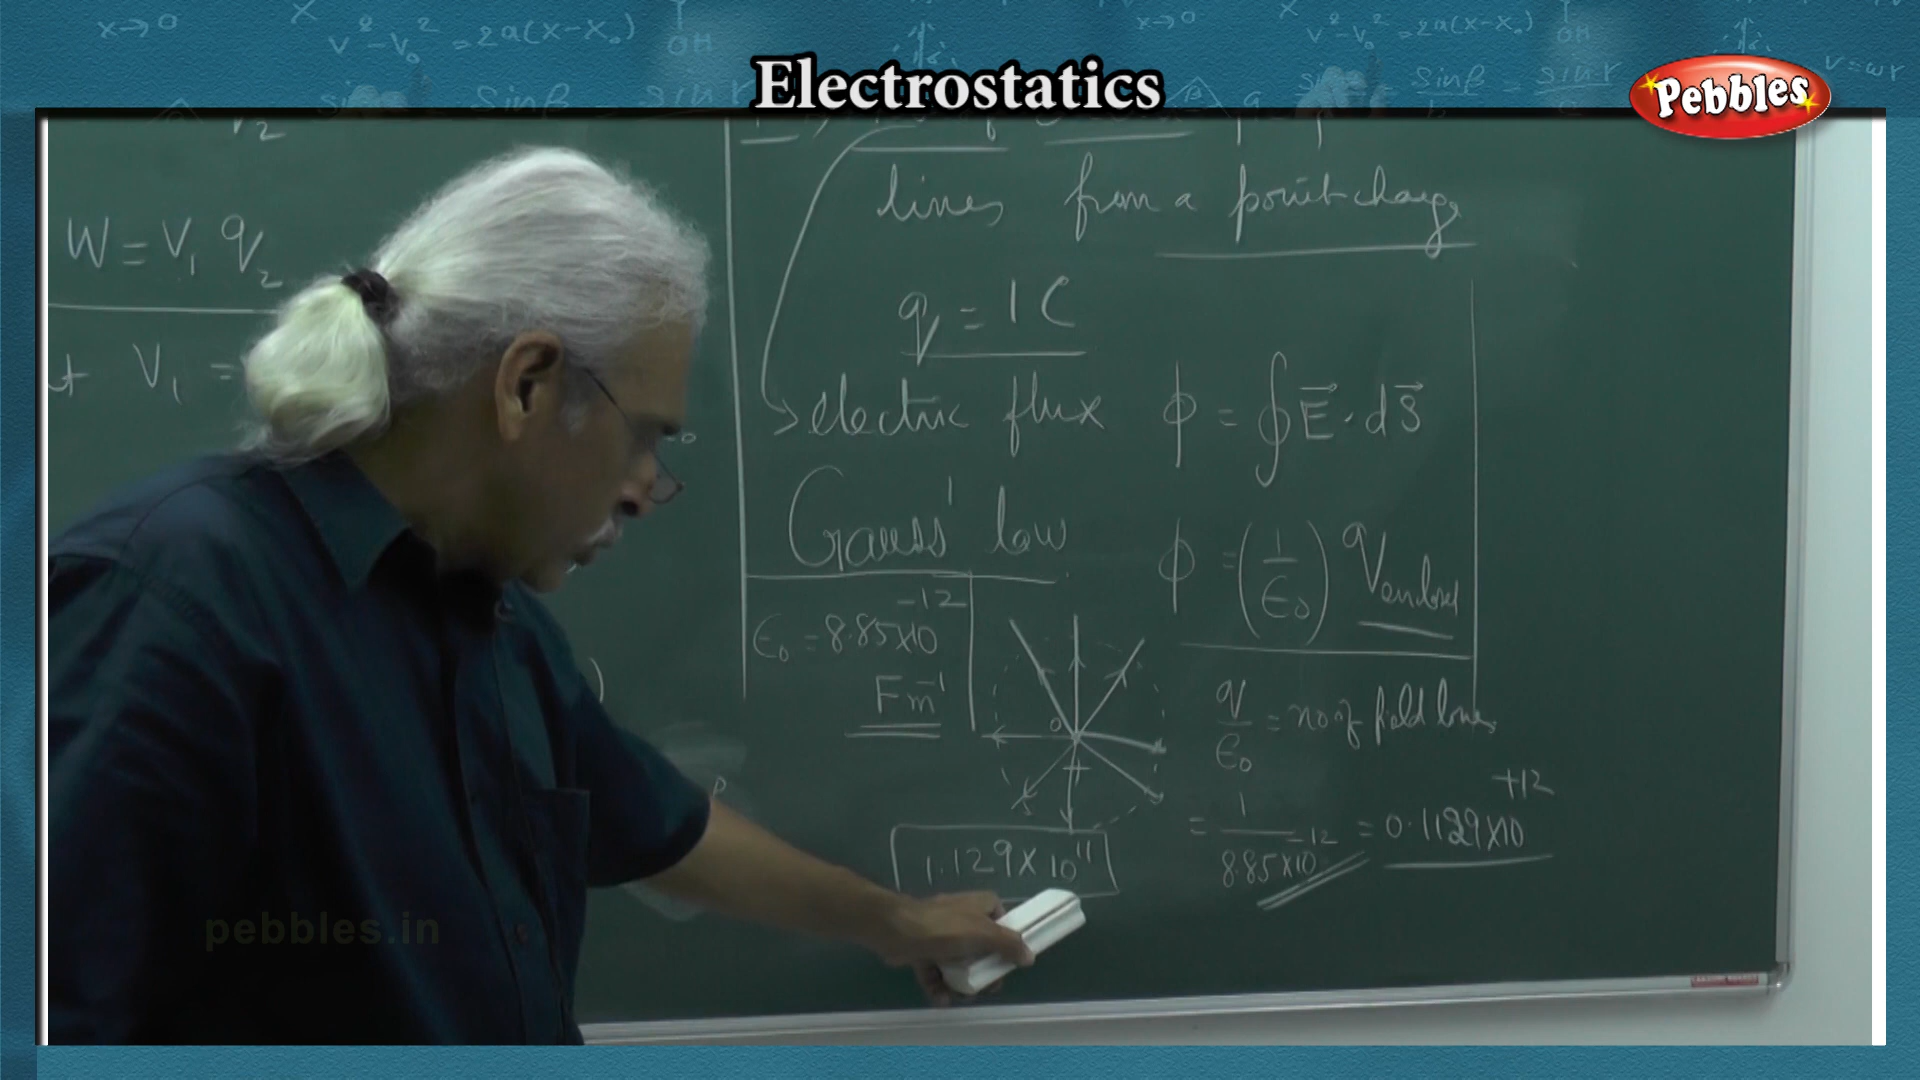 Electrostatics
Pebbles
V₂
W = V₁ q₂
V₁ =
lines from a point charge
q = 1 C
electric flux ϕ = ∮ E⃗ · dS⃗
Gauss' law ϕ = (1/ϵ₀) q enclosed
ϵ₀ = 8.85×10⁻¹²
Fm⁻¹
q/ϵ₀ = no of field lines
= 1/8.85×10⁻¹² = 0.1129×10⁺¹²
1.129×10¹¹
pebbles.in